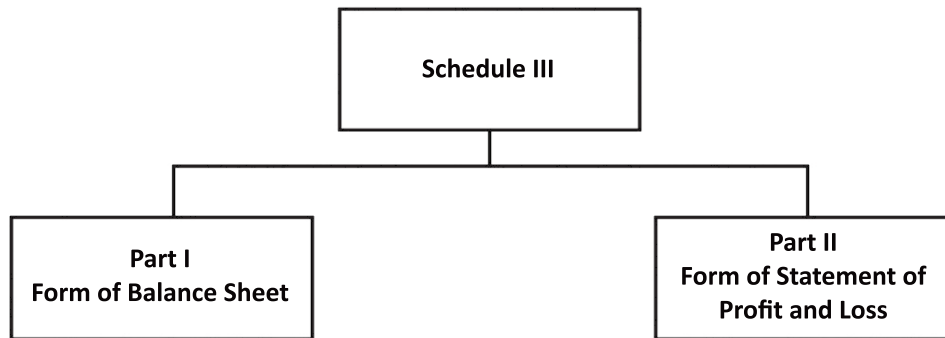 Schedule III
Part I
Form of Balance Sheet
Part II
Form of Statement of
Profit and Loss